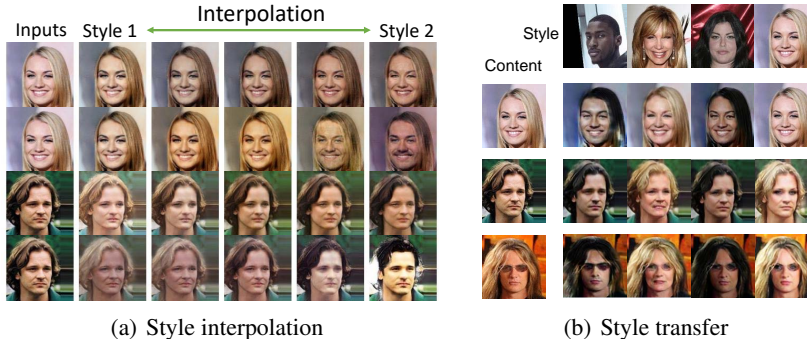 Interpolation
Inputs Style 1 Style 2
Style
Content
(a) Style interpolation
(b) Style transfer